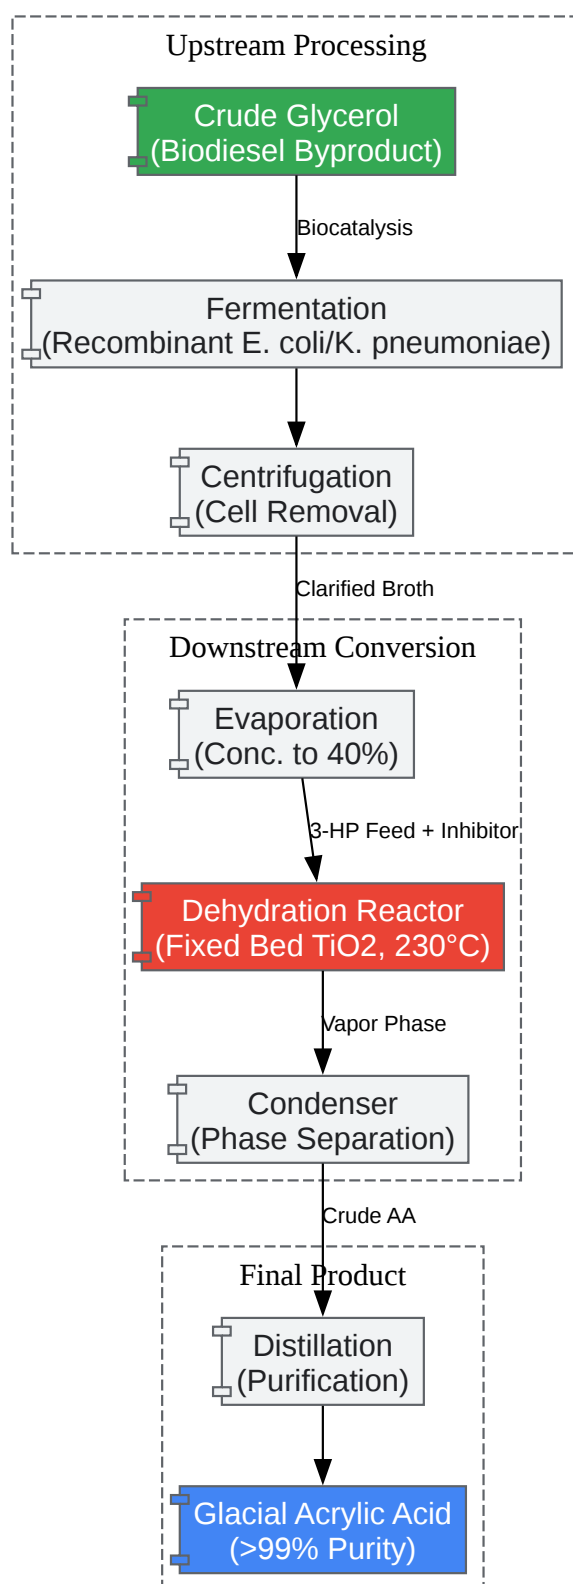 Upstream Processing
Crude Glycerol
(Biodiesel Byproduct)
Biocatalysis
Fermentation
(Recombinant E. coli/K. pneumoniae)
Centrifugation
(Cell Removal)
Clarified Broth
Downstream Conversion
Evaporation
(Conc. to 40%)
3-HP Feed + Inhibitor
Dehydration Reactor
(Fixed Bed TiO2, 230°C)
Vapor Phase
Condenser
(Phase Separation)
Crude AA
Final Product
Distillation
(Purification)
Glacial Acrylic Acid
(>99% Purity)